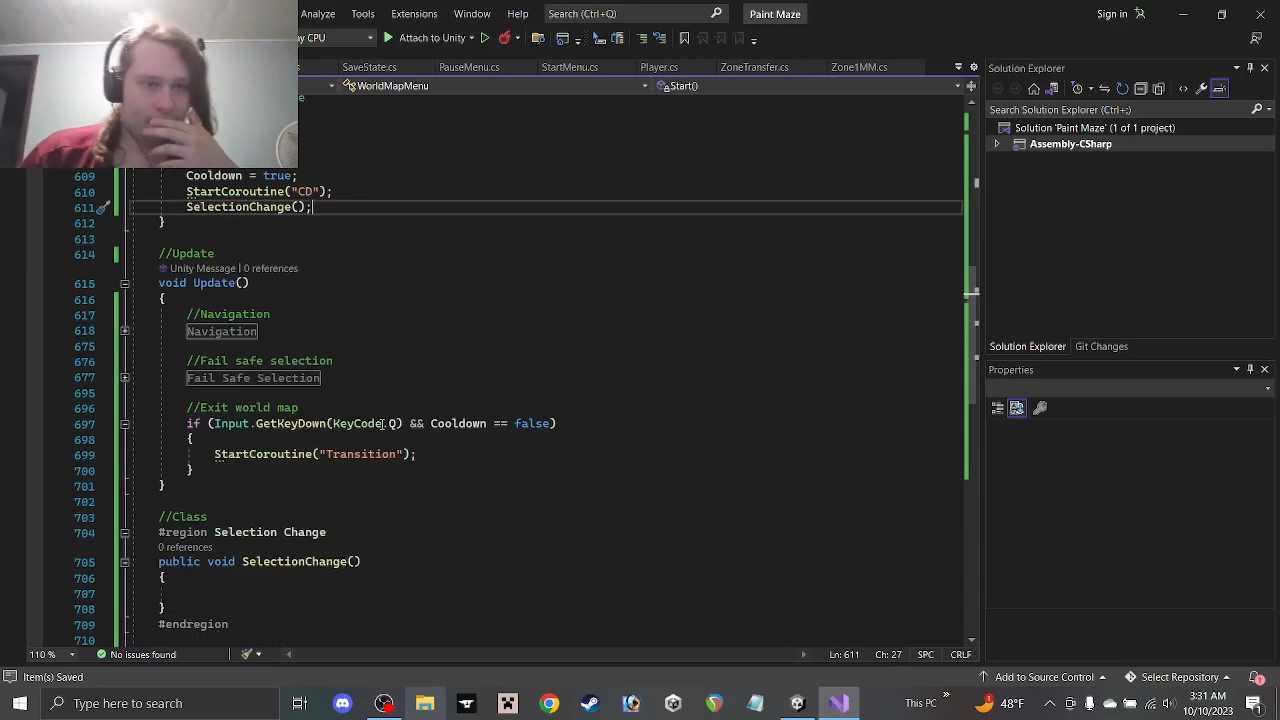 Analyze Tools Extensions Window Help Search (Ctrl+Q) Paint Maze Sign in
CPU Attach to Unity
SaveState.cs PauseMenu.cs StartMenu.cs Player.cs ZoneTransfer.cs Zone1MM.cs
WorldMapMenu Start()
Solution Explorer
Search Solution Explorer (Ctrl+;)
Solution 'Paint Maze' (1 of 1 project)
Assembly-CSharp
609 Cooldown = true;
610 StartCoroutine("CD");
611 SelectionChange();
612 }
613
614 //Update
Unity Message | 0 references
615 void Update()
616 {
617 //Navigation
618 Navigation
675
676 //Fail safe selection
677 Fail Safe Selection
695
696 //Exit world map
697 if (Input.GetKeyDown(KeyCode.Q) && Cooldown == false)
698 {
699 StartCoroutine("Transition");
700 }
701 }
702
703 //Class
704 #region Selection Change
0 references
705 public void SelectionChange()
706 {
707
708 }
709 #endregion
710
Solution Explorer Git Changes
Properties
110 % No issues found Ln: 611 Ch: 27 SPC CRLF
Item(s) Saved Add to Source Control Select Repository
Type here to search This PC 48°F 3:31 AM
10/10/2023